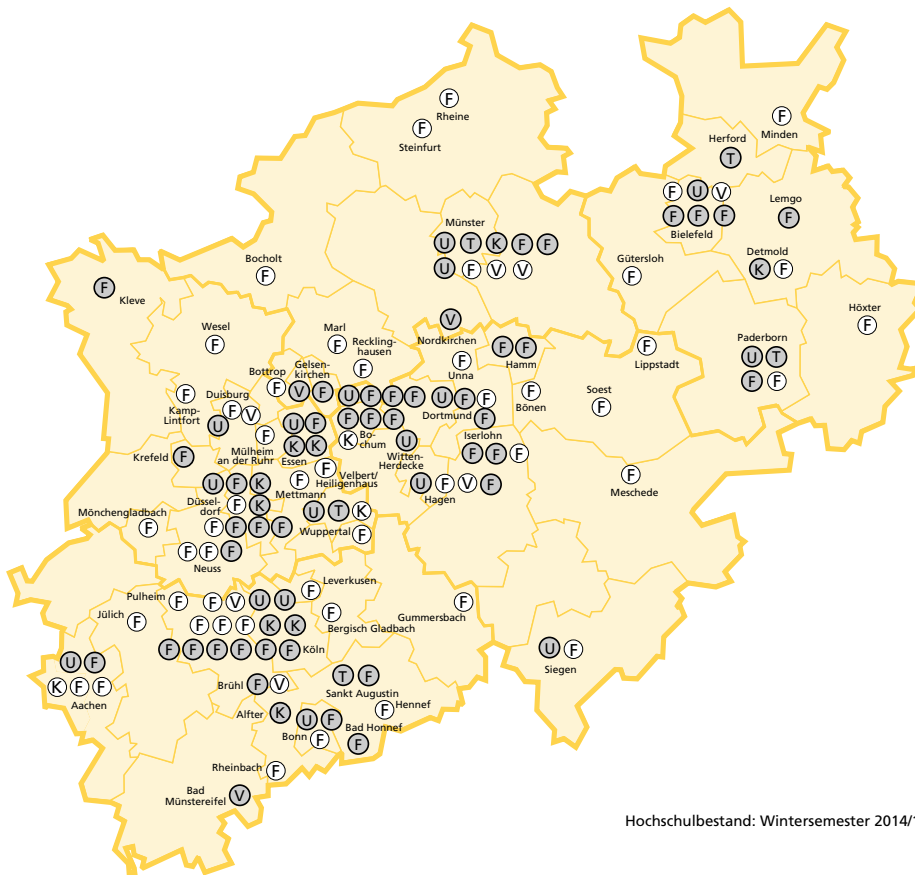 F
Rheine
F
Steinfurt
F
Minden
Herford
T
F U V
F F F
Bielefeld
Lemgo
F
Münster
U T K F F
U F V V
Detmold
K F
Gütersloh
F
Bocholt
F
F
Kleve
Höxter
F
V
Nordkirchen
Wesel
F
Marl
F
Reckling-
hausen
F
F
Unna
F F
Hamm
F
Lippstadt
Paderborn
U T
F F
Bottrop
F
Gelsen-
kirchen
V F
U F F F
F F F
K
Bo-
chum
U F F
Dortmund
F
F
Bönen
Soest
F
F
Kamp-
Lintfort
Duisburg
F V
U
F
Mülheim
an der Ruhr
U F
K K
Essen
U
Witten-
Herdecke
Iserlohn
F F F
Krefeld
F
F
Velbert/
Heiligenhaus
F
Mettmann
U F V F
Hagen
F
Meschede
U F K
Düssel-
dorf
F K
F F F F
Mönchengladbach
F
U T K
Wuppertal
F
F F F
Neuss
Leverkusen
F
Pulheim
F
F V U U
F F F K K
F F F F F F
Köln
F
Bergisch Gladbach
Gummersbach
F
Jülich
F
U F
K F F
Aachen
U F
Siegen
Brühl
F V
T F
Sankt Augustin
Hennef
F
Alfter
K
U F
Bonn
F
Bad Honnef
F
Rheinbach
F
Bad
Münstereifel
V
Hochschulbestand: Wintersemester 2014/